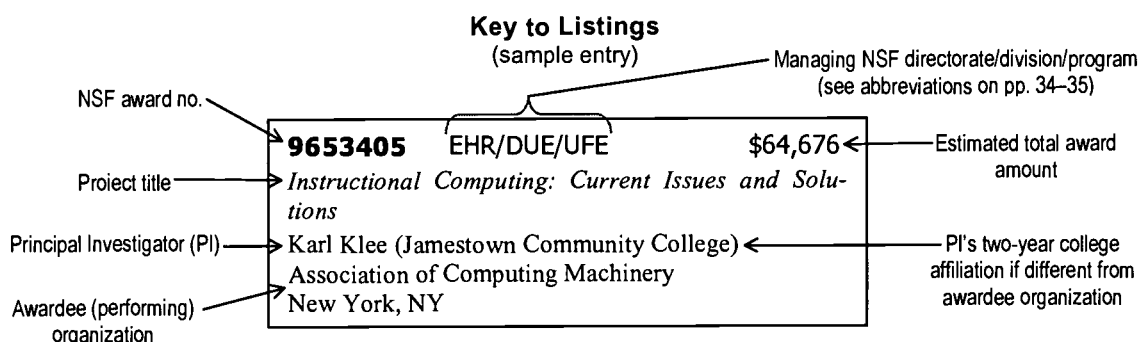 Key to Listings
(sample entry)
Managing NSF directorate/division/program
(see abbreviations on pp. 34–35)
NSF award no.
9653405 EHR/DUE/UFE $64,676
Estimated total award
amount
Project title
Instructional Computing: Current Issues and Solu-
tions
Principal Investigator (PI)
Karl Klee (Jamestown Community College)
PI's two-year college
affiliation if different from
awardee organization
Association of Computing Machinery
New York, NY
Awardee (performing)
organization